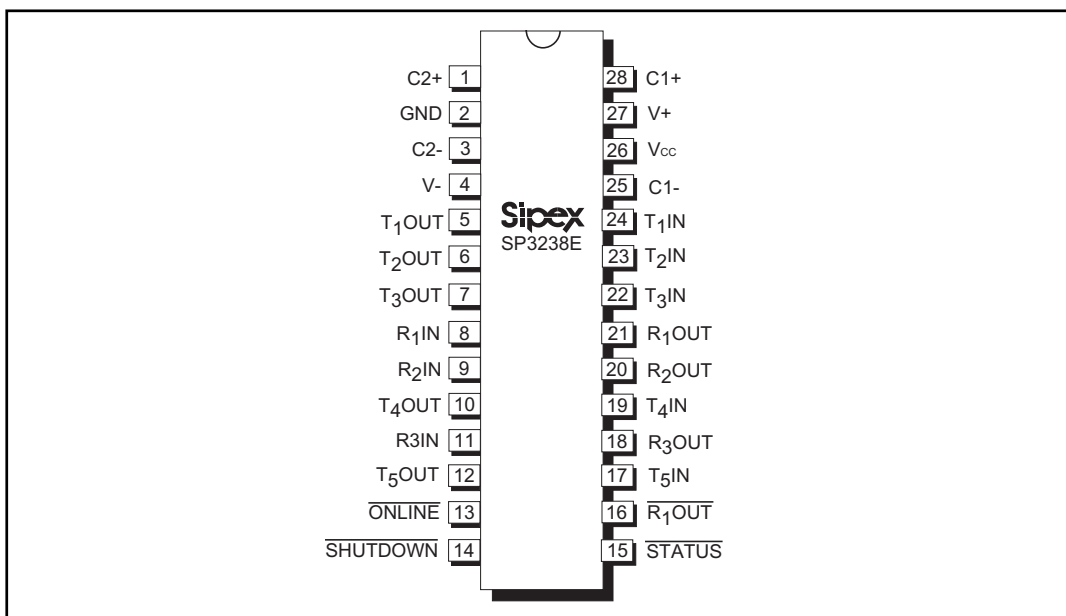 C2+ 1 28 C1+
GND 2 27 V+
C2- 3 26 Vcc
V- 4 25 C1-
Sipex
T1OUT 5 24 T1IN
SP3238E
T2OUT 6 23 T2IN
T3OUT 7 22 T3IN
R1IN 8 21 R1OUT
R2IN 9 20 R2OUT
T4OUT 10 19 T4IN
R3IN 11 18 R3OUT
T5OUT 12 17 T5IN
ONLINE 13 16 R1OUT
SHUTDOWN 14 15 STATUS